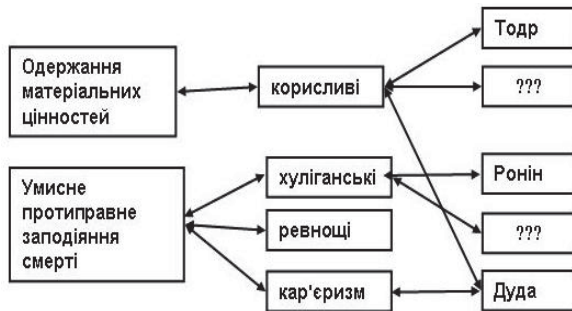 Одержання
матеріальних
цінностей
корисливі
Тодр
???
Умисне
протиправне
заподіяння
смерті
хуліганські
ревнощі
кар'єризм
Ронін
???
Дуда